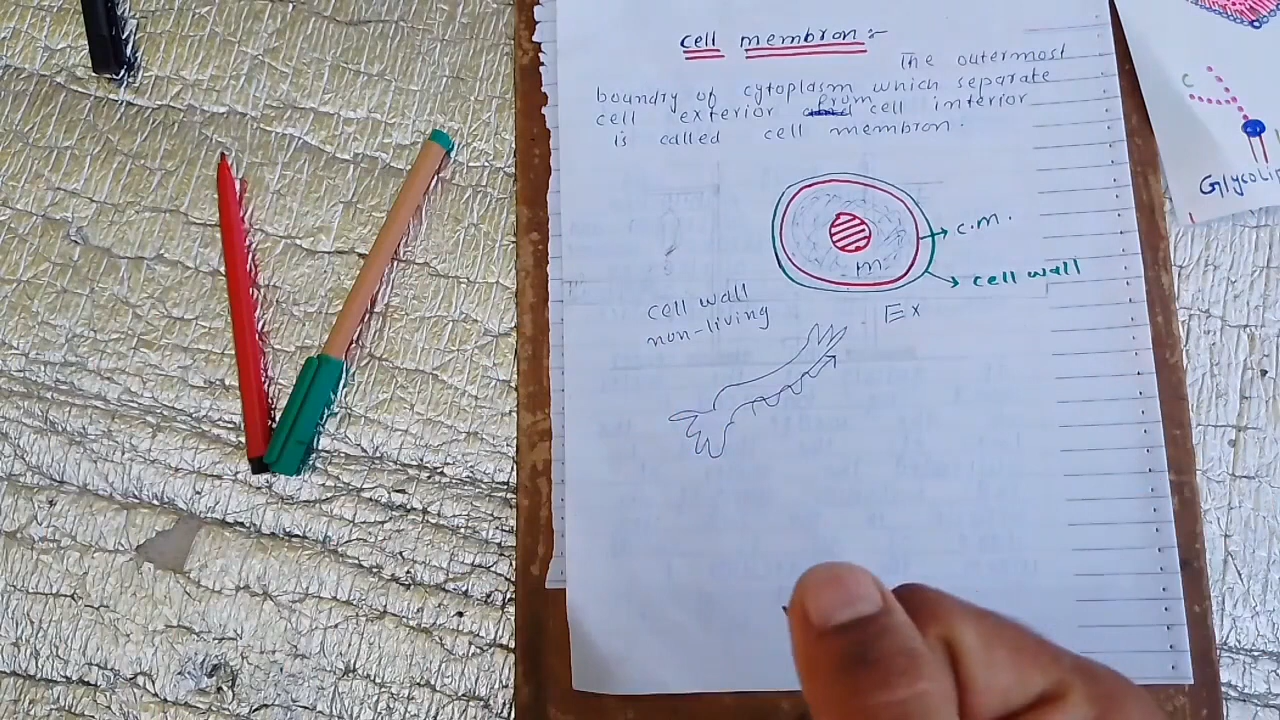 cell membron :-
The outermost
boundry of cytoplasm which separate
cell exterior from cell interior
is called cell membron.
c.m.
m
cell wall
cell wall
non-living
Ex
C
Glycolip